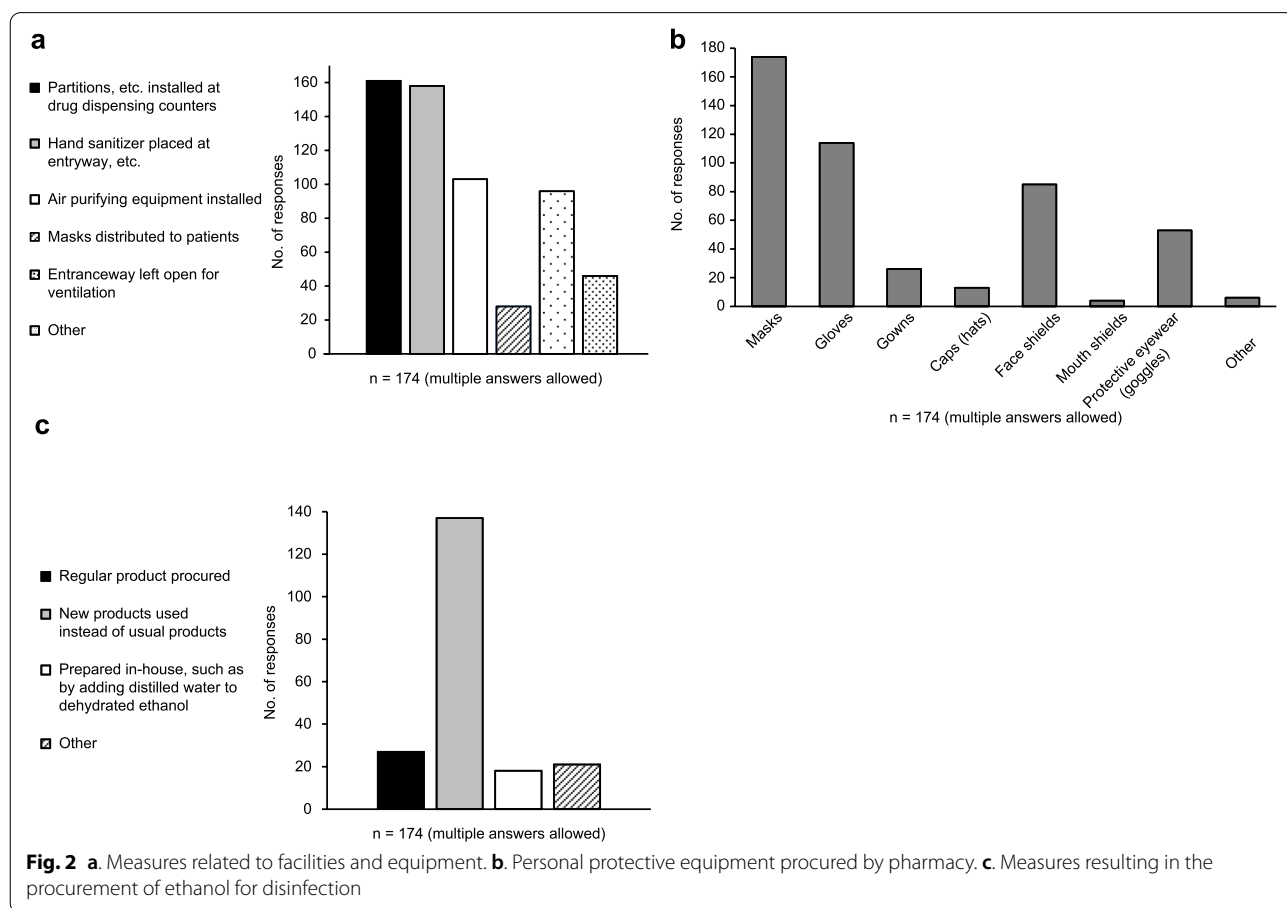 a
Partitions, etc. installed at
drug dispensing counters
Hand sanitizer placed at
entryway, etc.
Air purifying equipment installed
Masks distributed to patients
Entranceway left open for
ventilation
Other
No. of responses
160
140
120
100
80
60
40
20
0
n = 174 (multiple answers allowed)
b
No. of responses
180
160
140
120
100
80
60
40
20
0
Masks
Gloves
Gowns
Caps (hats)
Face shields
Mouth shields
Protective eyewear
(goggles)
Other
n = 174 (multiple answers allowed)
c
Regular product procured
New products used
instead of usual products
Prepared in-house, such as
by adding distilled water to
dehydrated ethanol
Other
No. of responses
140
120
100
80
60
40
20
0
n = 174 (multiple answers allowed)
Fig. 2 a. Measures related to facilities and equipment. b. Personal protective equipment procured by pharmacy. c. Measures resulting in the
procurement of ethanol for disinfection